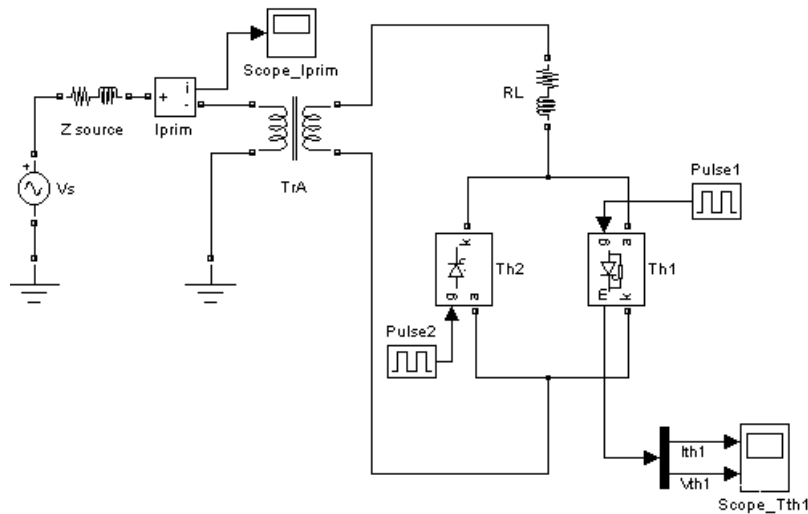 Scope_Iprim
i
+
-
Z source
Iprim
TrA
RL
+
Vs
Pulse1
k
g
a
Th2
g
a
m
k
Th1
Pulse2
Ith1
Vth1
Scope_Tth1